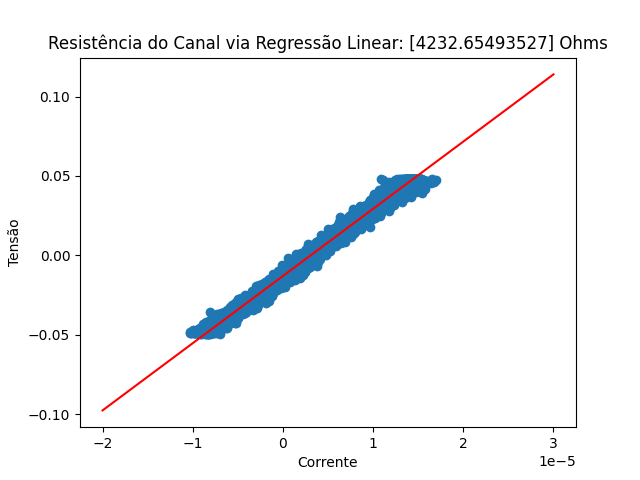 Resistência do Canal via Regressão Linear: [4232.65493527] Ohms
0.10
0.05
0.00
−0.05
−0.10
Tensão
−2
−1
0
1
2
3
1e−5
Corrente